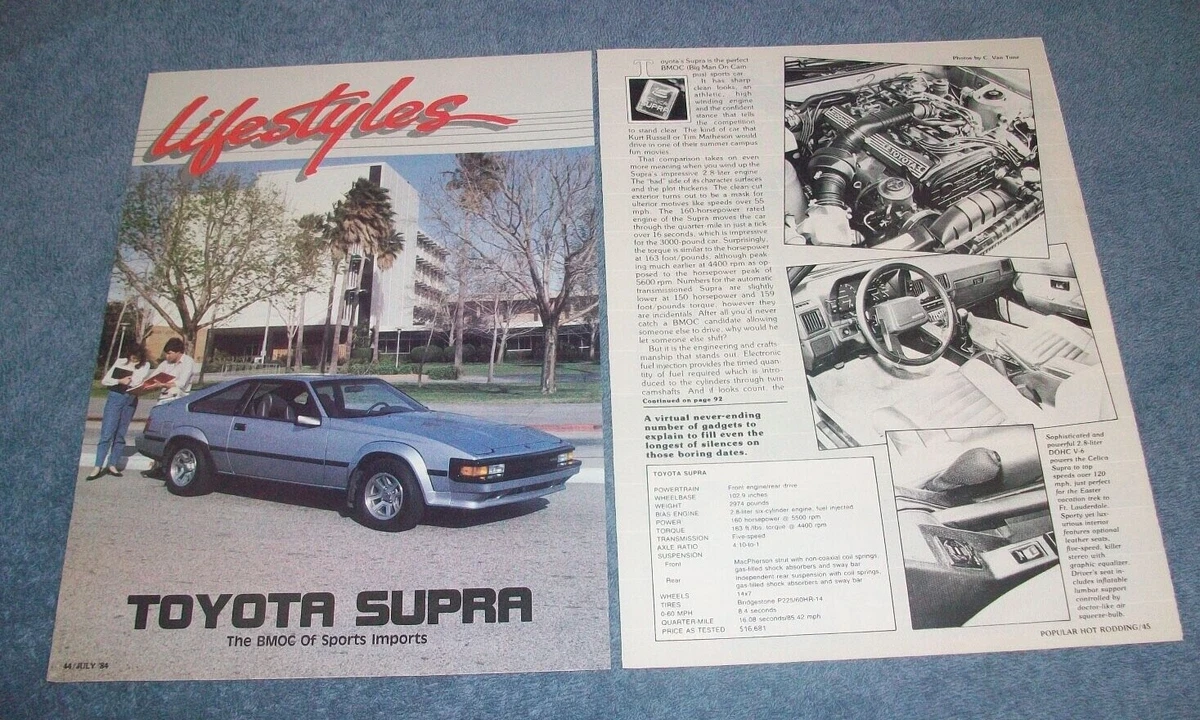 Lifestyles
TOYOTA SUPRA
The BMOC Of Sports Imports
44/JULY '84
Photos by C. Van Tune
Toyota's Supra is the perfect
BMOC (Big Man On Cam
pus) sports car.
It has sharp
clean looks, an
athletic, high
winding engine
and the confident
stance that tells
the competition
to stand clear. The kind of car that
Kurt Russell or Tim Matheson would
drive in one of their summer campus
fun movies.
CELICA
SUPRA
That comparison takes on even
more meaning when you wind up the
Supra's impressive 2.8-liter engine.
The "bad" side of its character surfaces
and the plot thickens. The clean cut
exterior turns out to be a mask for
ulterior motives like speeds over 55
mph. The 160-horsepower rated
engine of the Supra moves the car
through the quarter mile in just a tick
over 16 seconds, which is impressive
for the 3000-pound car. Surprisingly,
the torque is similar to the horsepower
at 163 foot/pounds, although peak
ing much earlier at 4400 rpm as op-
posed to the horsepower peak of
5600 rpm. Numbers for the automatic
transmissioned Supra are slightly
lower at 150 horsepower and 159
foot/pounds torque, however they
are incidentals. After all you'd never
catch a BMOC candidate allowing
someone else to drive, why would he
let someone else shift?
But it is the engineering and crafts-
manship that stands out. Electronic
fuel injection provides the timed quan-
tity of fuel required which is intro-
duced to the cylinders through twin
camshafts. And if looks count, the
Continued on page 92
A virtual never-ending
number of gadgets to
explain to fill even the
longest of silences on
those boring dates.
TOYOTA SUPRA
POWERTRAIN Front engine/rear drive
WHEELBASE 102.9 inches
WEIGHT 2974 pounds
BIAS ENGINE 2.8-liter six-cylinder engine, fuel injected
POWER 160 horsepower @ 5500 rpm
TORQUE 163 ft./lbs. torque @ 4400 rpm
TRANSMISSION Five-speed
AXLE RATIO 4.10-to-1
SUSPENSION
Front MacPherson strut with non-coaxial coil springs,
gas-filled shock absorbers and sway bar
Rear Independent rear suspension with coil springs,
gas-filled shock absorbers and sway bar
WHEELS 14x7
TIRES Bridgestone P225/60HR-14
0-60 MPH 8.4 seconds
QUARTER-MILE 16.08 seconds/85.42 mph
PRICE AS TESTED $16,681
TOYOTA
Sophisticated and
powerful 2.8-liter
DOHC V-6
powers the Celica
Supra to top
speeds over 120
mph, just perfect
for the Easter
vacation trek to
Ft. Lauderdale.
Sporty yet lux-
urious interior
features optional
leather seats,
five-speed, killer
stereo with
graphic equalizer.
Driver's seat in-
cludes inflatable
lumbar support
controlled by
doctor-like air
squeeze-bulb.
POPULAR HOT RODDING/45